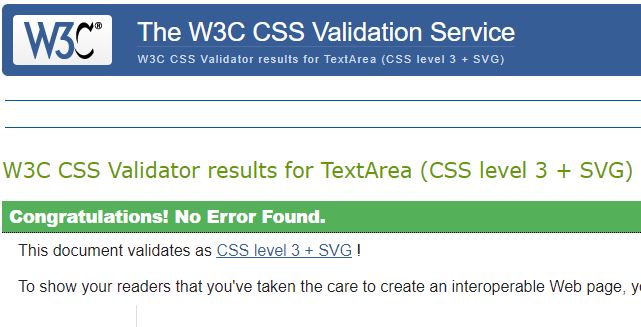 W3C® The W3C CSS Validation Service
W3C CSS Validator results for TextArea (CSS level 3 + SVG)
W3C CSS Validator results for TextArea (CSS level 3 + SVG)
Congratulations! No Error Found.
This document validates as CSS level 3 + SVG !
To show your readers that you've taken the care to create an interoperable Web page,